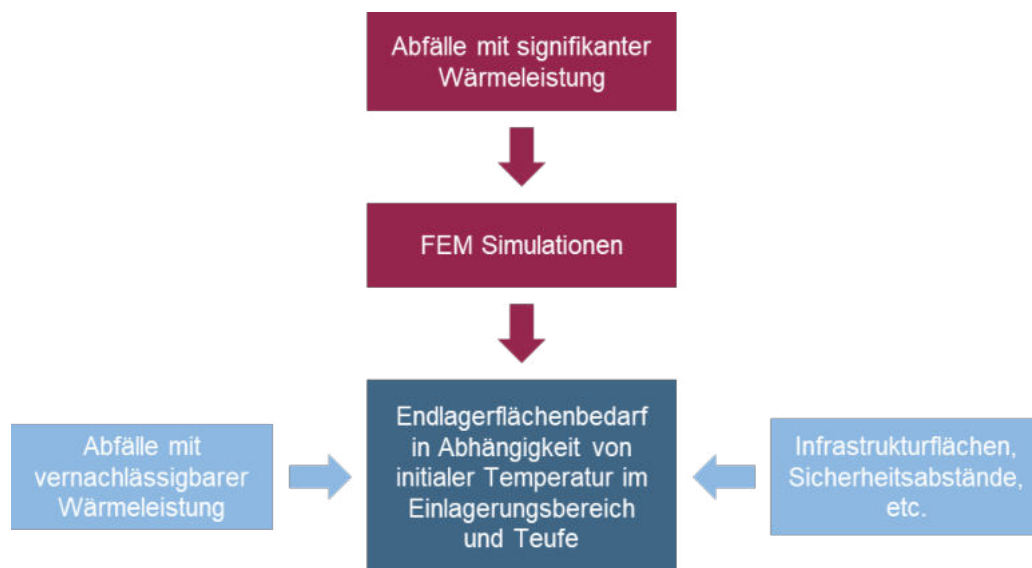 Abfälle mit signifikanter
Wärmeleistung
FEM Simulationen
Endlagerflächenbedarf
in Abhängigkeit von
initialer Temperatur im
Einlagerungsbereich
und Teufe
Abfälle mit
vernachlässigbarer
Wärmeleistung
Infrastrukturflächen,
Sicherheitsabstände,
etc.